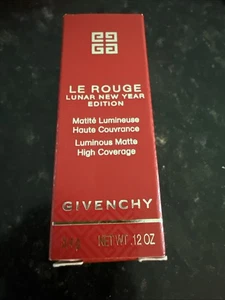 LE ROUGE
LUNAR NEW YEAR
EDITION
Matité Lumineuse
Haute Couvrance
Luminous Matte
High Coverage
GIVENCHY
NET WT .12 OZ